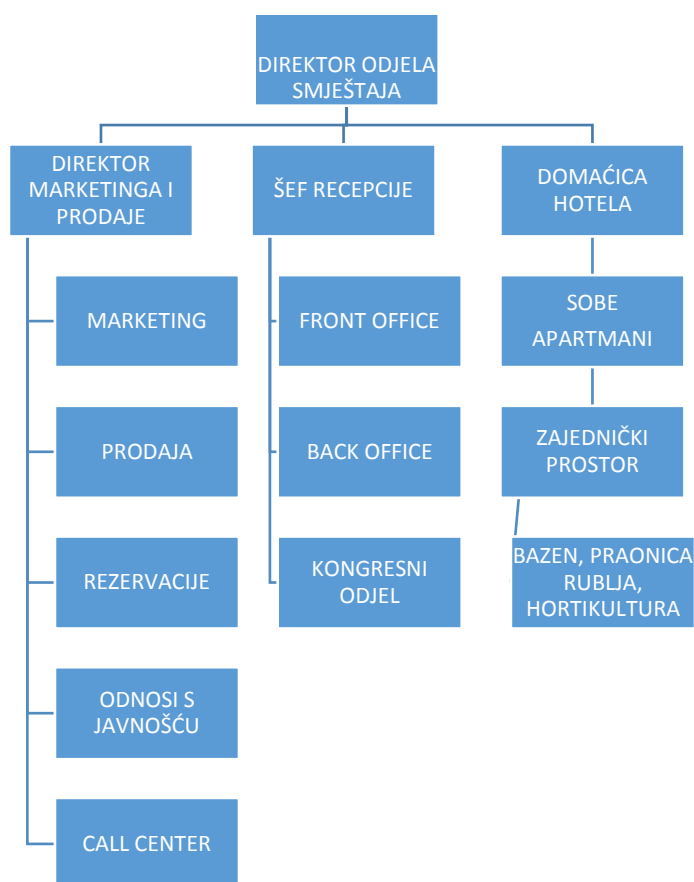 DIREKTOR ODJELA
SMJEŠTAJA
DIREKTOR
MARKETINGA I
PRODAJE
ŠEF RECEPCIJE
DOMAĆICA
HOTELA
MARKETING
FRONT OFFICE
SOBE
APARTMANI
PRODAJA
BACK OFFICE
ZAJEDNIČKI
PROSTOR
REZERVACIJE
KONGRESNI
ODJEL
BAZEN, PRAONICA
RUBLJA,
HORTIKULTURA
ODNOSI S
JAVNOŠĆU
CALL CENTER